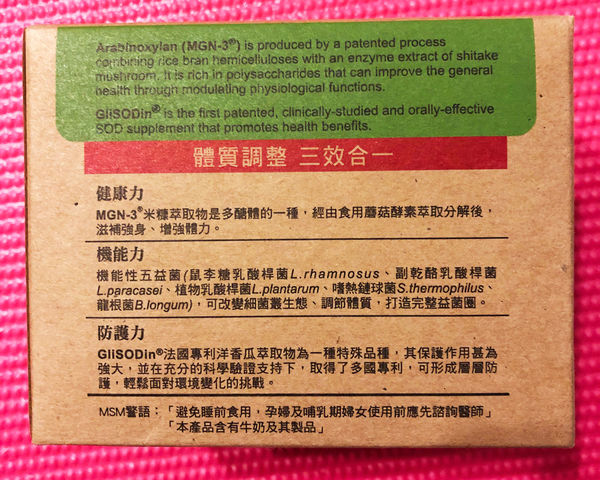 Arabinoxylan (MGN-3®) is produced by a patented process
combining rice bran hemicelluloses with an enzyme extract of shitake
mushroom. It is rich in polysaccharides that can improve the general
health through modulating physiological functions.
GliSODin® is the first patented, clinically-studied and orally-effective
SOD supplement that promotes health benefits.
體質調整 三效合一
健康力
MGN-3®米糠萃取物是多醣體的一種，經由食用蘑菇酵素萃取分解後，
滋補強身、增強體力。
機能力
機能性五益菌(鼠李糖乳酸桿菌L.rhamnosus、副乾酪乳酸桿菌
L.paracasei、植物乳酸桿菌L.plantarum、嗜熱鏈球菌S.thermophilus、
龍根菌B.longum)，可改變細菌叢生態、調節體質，打造完整益菌圈。
防護力
GliSODin®法國專利洋香瓜萃取物為一種特殊品種，其保護作用甚為
強大，並在充分的科學驗證支持下，取得了多國專利，可形成層層防
護，輕鬆面對環境變化的挑戰。
MSM警語：「避免睡前食用，孕婦及哺乳期婦女使用前應先諮詢醫師」
「本產品含有牛奶及其製品」